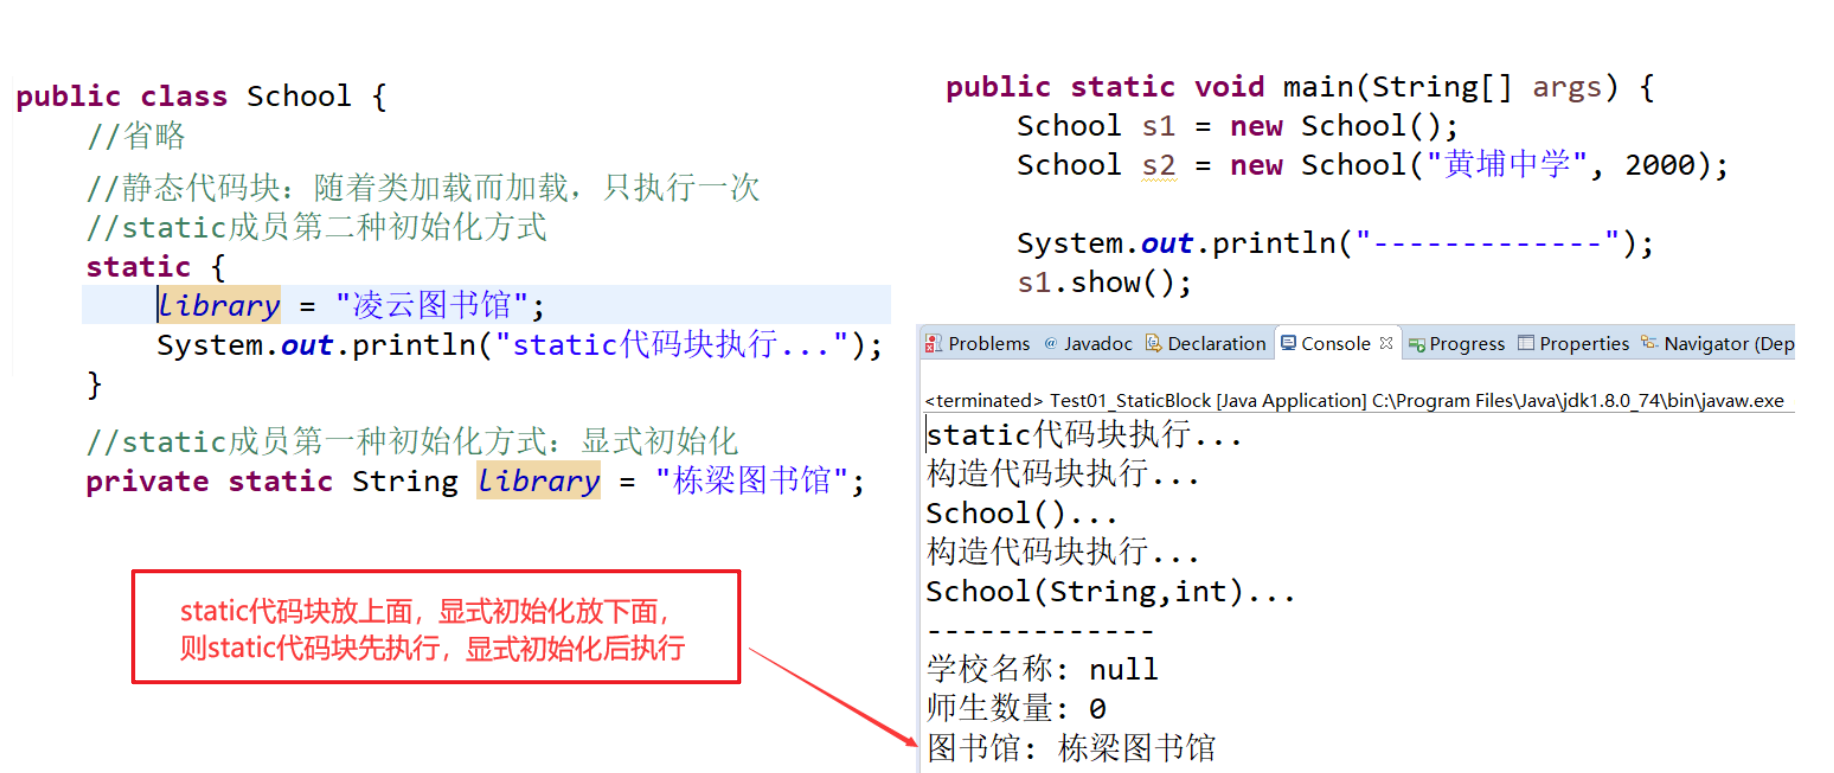 public class School {
//省略
//静态代码块：随着类加载而加载，只执行一次
//static成员第二种初始化方式
static {
library = "凌云图书馆";
System.out.println("static代码块执行...");
}
//static成员第一种初始化方式：显式初始化
private static String library = "栋梁图书馆";
static代码块放上面，显式初始化放下面，
则static代码块先执行，显式初始化后执行
public static void main(String[] args) {
School s1 = new School();
School s2 = new School("黄埔中学", 2000);
System.out.println("-------------");
s1.show();
Problems @ Javadoc Declaration Console Progress Properties Navigator (Dep
<terminated> Test01_StaticBlock [Java Application] C:\Program Files\Java\jdk1.8.0_74\bin\javaw.exe
static代码块执行...
构造代码块执行...
School()...
构造代码块执行...
School(String,int)...
-------------
学校名称: null
师生数量: 0
图书馆: 栋梁图书馆